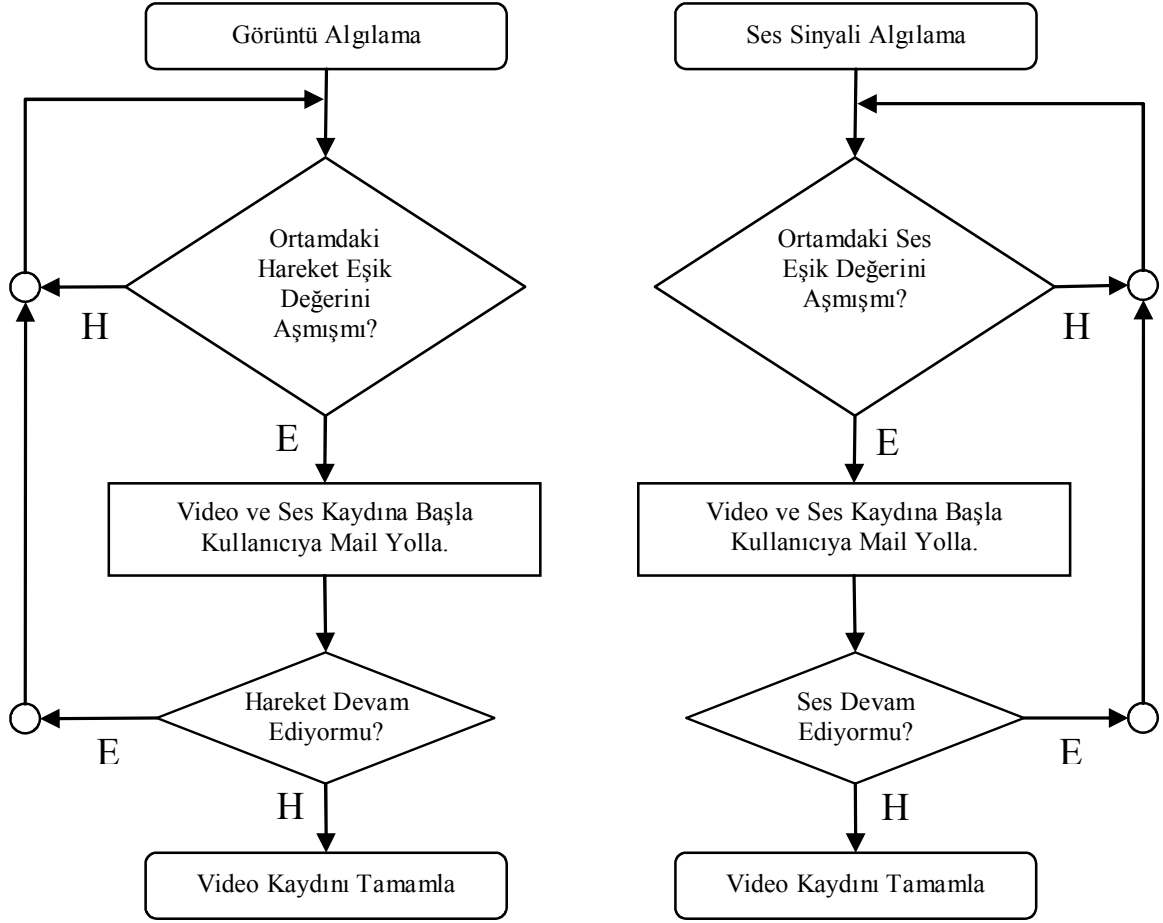 Görüntü Algılama
Ortamdaki
Hareket Eşik
Değerini
Aşmışmı?
H
E
Video ve Ses Kaydına Başla
Kullanıcıya Mail Yolla.
Hareket Devam
Ediyormu?
E
H
Video Kaydını Tamamla
Ses Sinyali Algılama
Ortamdaki Ses
Eşik Değerini
Aşmışmı?
H
E
Video ve Ses Kaydına Başla
Kullanıcıya Mail Yolla.
Ses Devam
Ediyormu?
E
H
Video Kaydını Tamamla